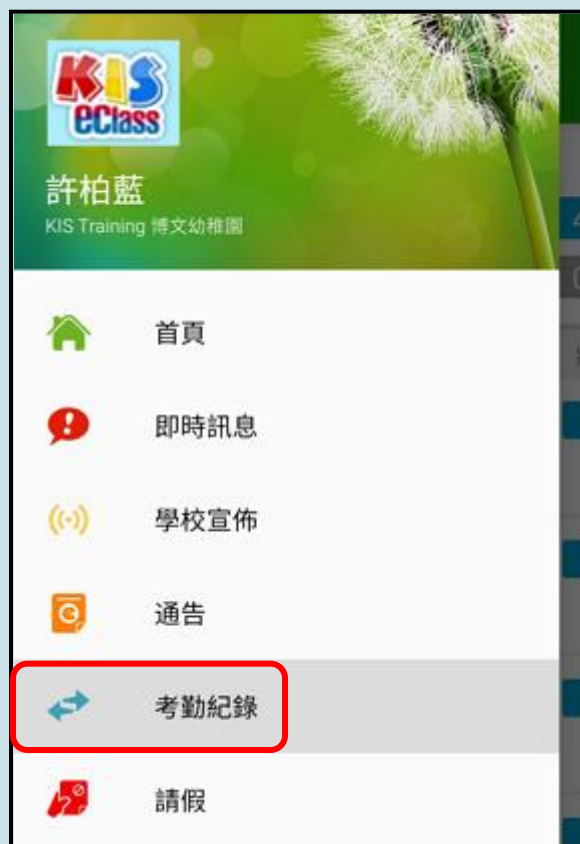 KIS
eClass
許柏藍
KIS Training 博文幼稚園
首頁
即時訊息
學校宣佈
通告
考勤紀錄
請假